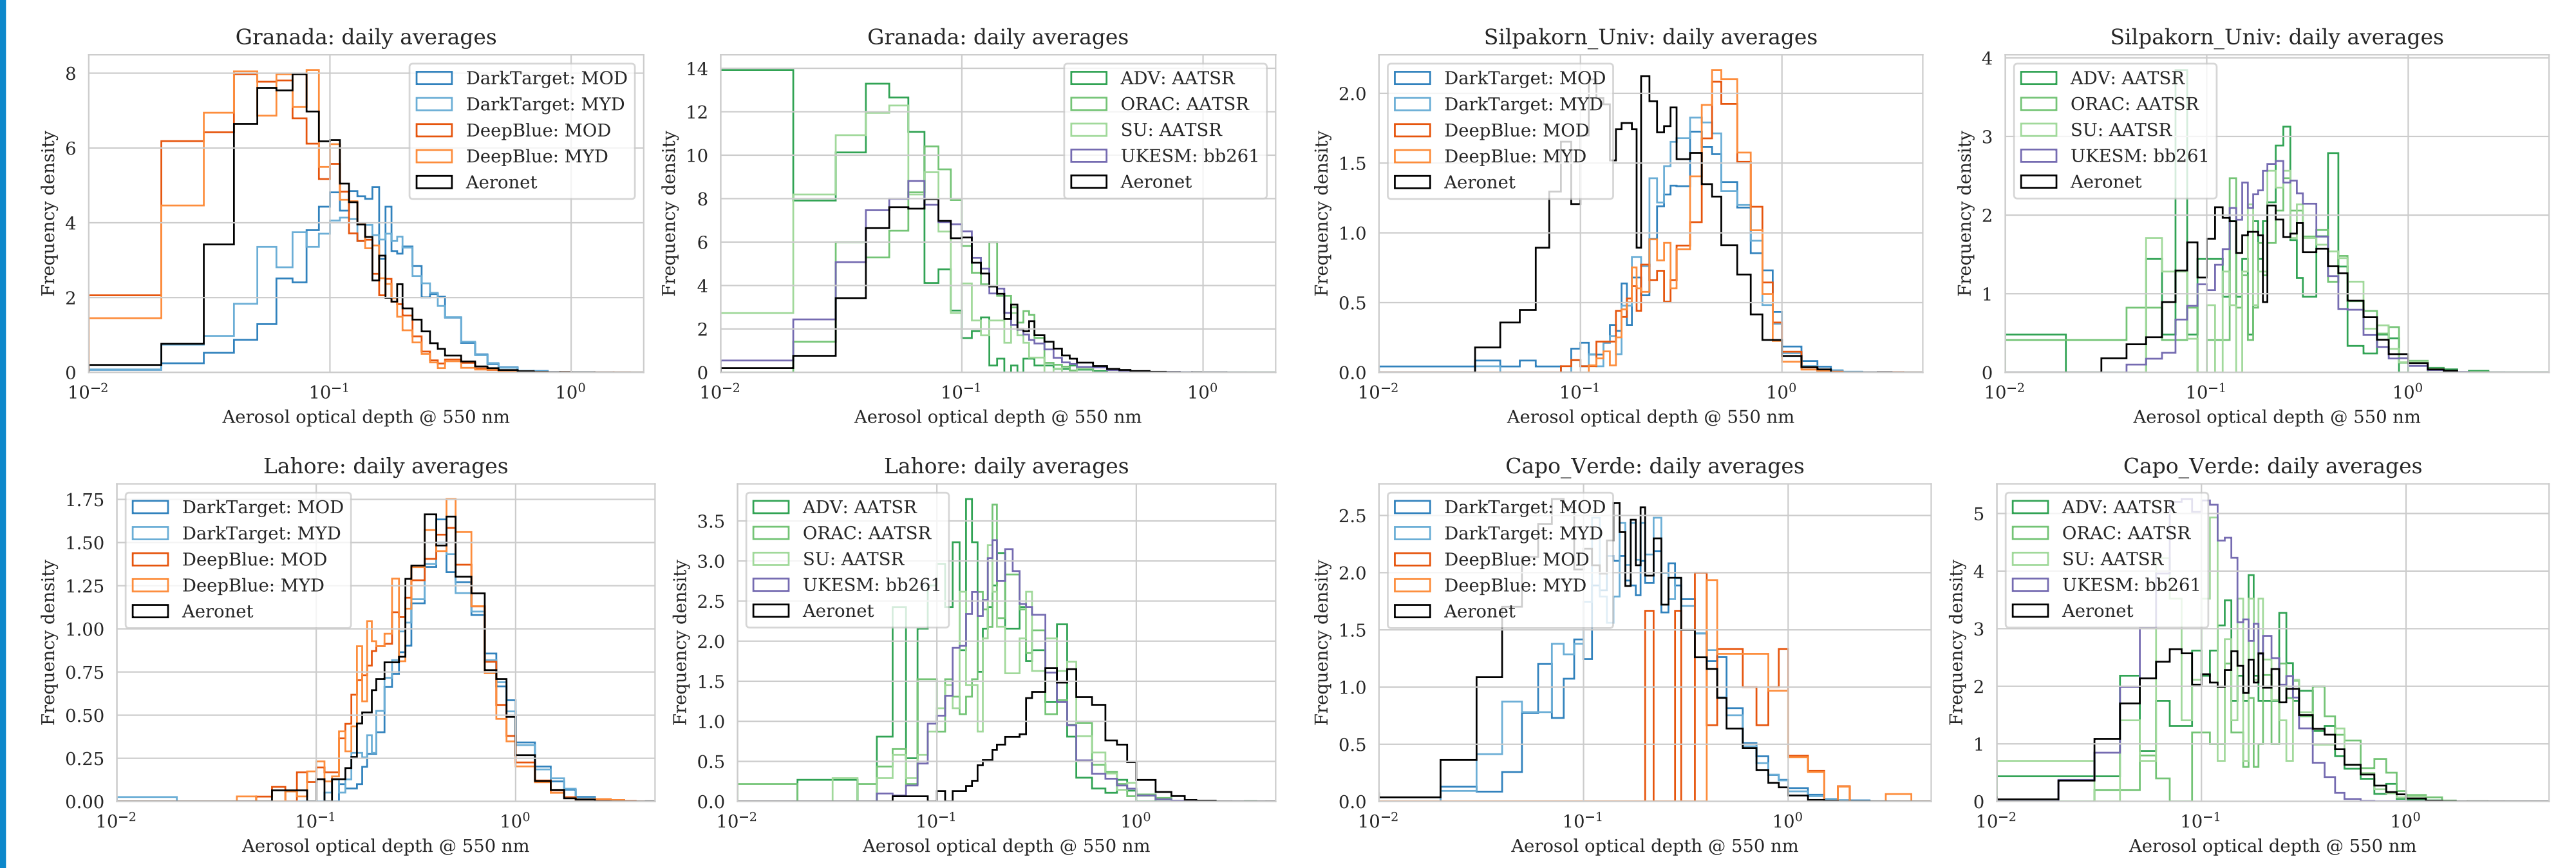 Granada: daily averages
Frequency density
8
6
4
2
0
DarkTarget: MOD
DarkTarget: MYD
DeepBlue: MOD
DeepBlue: MYD
Aeronet
10⁻² 10⁻¹ 10⁰
Aerosol optical depth @ 550 nm
Granada: daily averages
Frequency density
14
12
10
8
6
4
2
0
ADV: AATSR
ORAC: AATSR
SU: AATSR
UKESM: bb261
Aeronet
10⁻² 10⁻¹ 10⁰
Aerosol optical depth @ 550 nm
Silpakorn_Univ: daily averages
Frequency density
2.0
1.5
1.0
0.5
0.0
DarkTarget: MOD
DarkTarget: MYD
DeepBlue: MOD
DeepBlue: MYD
Aeronet
10⁻² 10⁻¹ 10⁰
Aerosol optical depth @ 550 nm
Silpakorn_Univ: daily averages
Frequency density
4
3
2
1
0
ADV: AATSR
ORAC: AATSR
SU: AATSR
UKESM: bb261
Aeronet
10⁻² 10⁻¹ 10⁰
Aerosol optical depth @ 550 nm
Lahore: daily averages
Frequency density
1.75
1.50
1.25
1.00
0.75
0.50
0.25
0.00
DarkTarget: MOD
DarkTarget: MYD
DeepBlue: MOD
DeepBlue: MYD
Aeronet
10⁻² 10⁻¹ 10⁰
Aerosol optical depth @ 550 nm
Lahore: daily averages
Frequency density
3.5
3.0
2.5
2.0
1.5
1.0
0.5
0.0
ADV: AATSR
ORAC: AATSR
SU: AATSR
UKESM: bb261
Aeronet
10⁻² 10⁻¹ 10⁰
Aerosol optical depth @ 550 nm
Capo_Verde: daily averages
Frequency density
2.5
2.0
1.5
1.0
0.5
0.0
DarkTarget: MOD
DarkTarget: MYD
DeepBlue: MOD
DeepBlue: MYD
Aeronet
10⁻² 10⁻¹ 10⁰
Aerosol optical depth @ 550 nm
Capo_Verde: daily averages
Frequency density
5
4
3
2
1
0
ADV: AATSR
ORAC: AATSR
SU: AATSR
UKESM: bb261
Aeronet
10⁻² 10⁻¹ 10⁰
Aerosol optical depth @ 550 nm